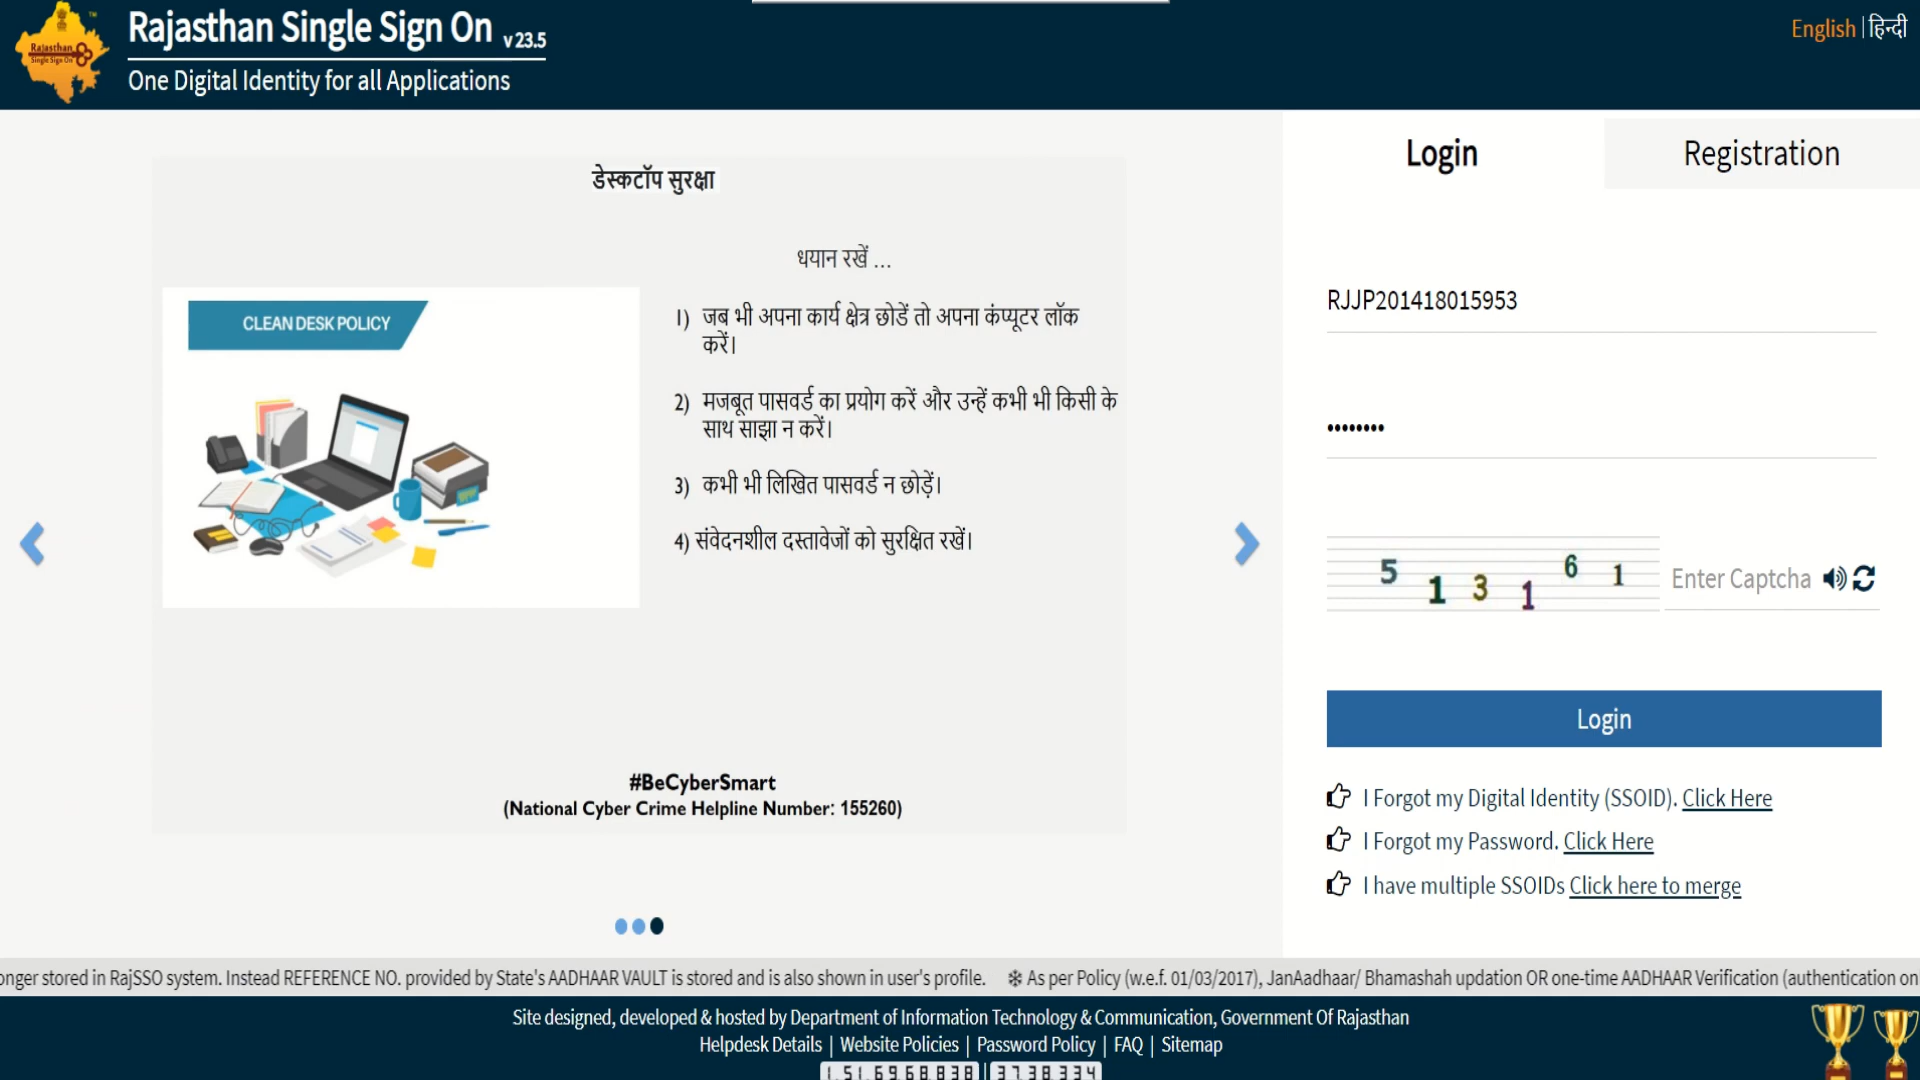 Rajasthan Single Sign On v 23.5
One Digital Identity for all Applications
Rajasthan
Single Sign On
TM
English | हिन्दी
Login
Registration
डेस्कटॉप सुरक्षा
धयान रखें ...
CLEAN DESK POLICY
1) जब भी अपना कार्य क्षेत्र छोडें तो अपना कंप्यूटर लॉक
करें।
2) मजबूत पासवर्ड का प्रयोग करें और उन्हें कभी भी किसी के
साथ साझा न करें।
3) कभी भी लिखित पासवर्ड न छोड़ें।
4) संवेदनशील दस्तावेजों को सुरक्षित रखें।
#BeCyberSmart
(National Cyber Crime Helpline Number: 155260)
RJJP201418015953
••••••••
5 1 3 1 6 1
Enter Captcha
Login
I Forgot my Digital Identity (SSOID). Click Here
I Forgot my Password. Click Here
I have multiple SSOIDs Click here to merge
onger stored in RajSSO system. Instead REFERENCE NO. provided by State's AADHAAR VAULT is stored and is also shown in user's profile. ❄ As per Policy (w.e.f. 01/03/2017), JanAadhaar/ Bhamashah updation OR one-time AADHAAR Verification (authentication on
Site designed, developed & hosted by Department of Information Technology & Communication, Government Of Rajasthan
Helpdesk Details | Website Policies | Password Policy | FAQ | Sitemap